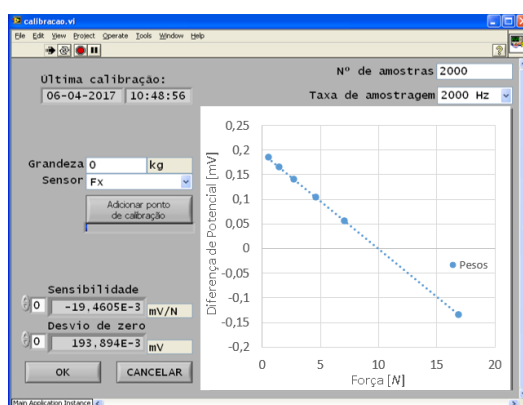 calibracao.vi
File Edit View Project Operate Tools Window Help
Última calibração:
06-04-2017 10:48:56
Nº de amostras 2000
Taxa de amostragem 2000 Hz
Grandeza 0 kg
Sensor Fx
Adicionar ponto
de calibração
Sensibilidade
0 -19,4605E-3 mV/N
Desvio de zero
0 193,894E-3 mV
OK CANCELAR
Diferença de Potencial [mV]
0,25
0,2
0,15
0,1
0,05
0
-0,05
-0,1
-0,15
-0,2
Pesos
0 5 10 15 20
Força [N]
Main Application Instance